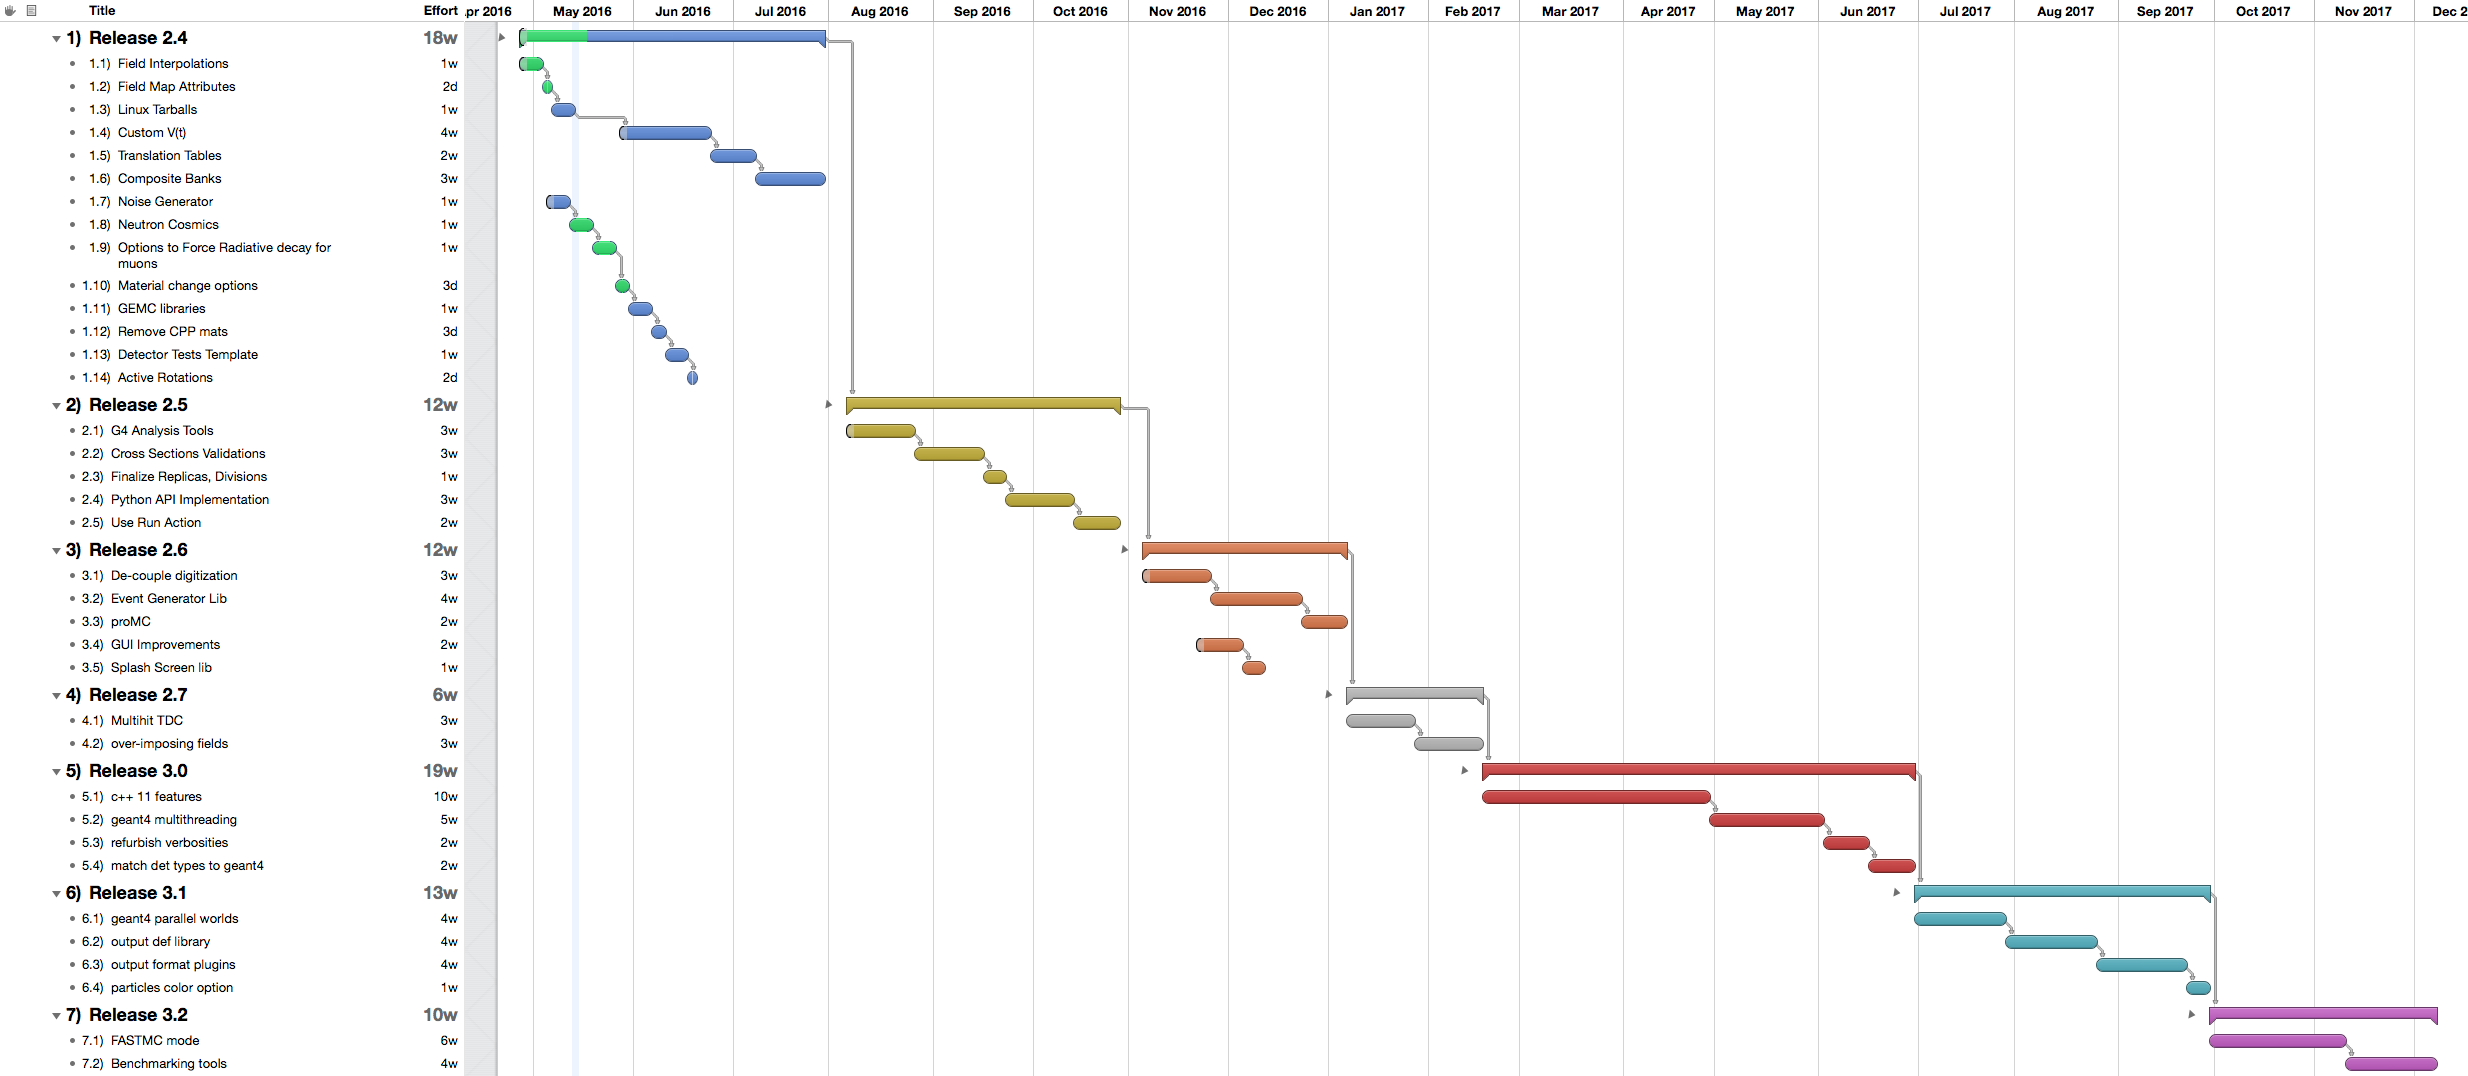 Title Effort pr 2016 May 2016 Jun 2016 Jul 2016 Aug 2016 Sep 2016 Oct 2016 Nov 2016 Dec 2016 Jan 2017 Feb 2017 Mar 2017 Apr 2017 May 2017 Jun 2017 Jul 2017 Aug 2017 Sep 2017 Oct 2017 Nov 2017 Dec 2
1) Release 2.4 18w
1.1) Field Interpolations 1w
1.2) Field Map Attributes 2d
1.3) Linux Tarballs 1w
1.4) Custom V(t) 4w
1.5) Translation Tables 2w
1.6) Composite Banks 3w
1.7) Noise Generator 1w
1.8) Neutron Cosmics 1w
1.9) Options to Force Radiative decay for 1w
muons
1.10) Material change options 3d
1.11) GEMC libraries 1w
1.12) Remove CPP mats 3d
1.13) Detector Tests Template 1w
1.14) Active Rotations 2d
2) Release 2.5 12w
2.1) G4 Analysis Tools 3w
2.2) Cross Sections Validations 3w
2.3) Finalize Replicas, Divisions 1w
2.4) Python API Implementation 3w
2.5) Use Run Action 2w
3) Release 2.6 12w
3.1) De-couple digitization 3w
3.2) Event Generator Lib 4w
3.3) proMC 2w
3.4) GUI Improvements 2w
3.5) Splash Screen lib 1w
4) Release 2.7 6w
4.1) Multihit TDC 3w
4.2) over-imposing fields 3w
5) Release 3.0 19w
5.1) c++ 11 features 10w
5.2) geant4 multithreading 5w
5.3) refurbish verbosities 2w
5.4) match det types to geant4 2w
6) Release 3.1 13w
6.1) geant4 parallel worlds 4w
6.2) output def library 4w
6.3) output format plugins 4w
6.4) particles color option 1w
7) Release 3.2 10w
7.1) FASTMC mode 6w
7.2) Benchmarking tools 4w